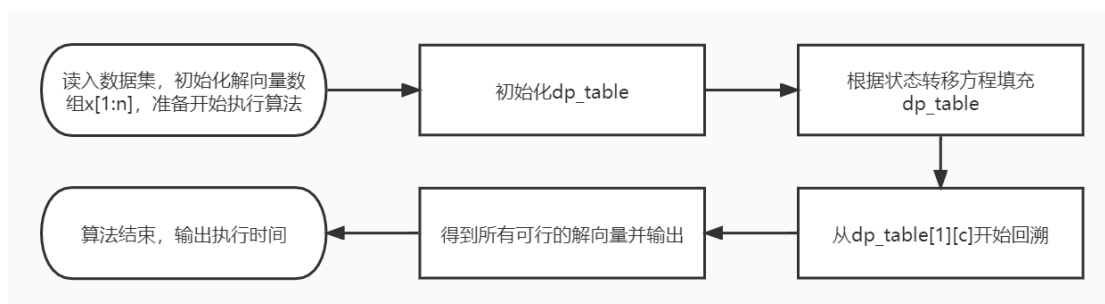 读入数据集，初始化解向量数
组x[1:n]，准备开始执行算法
初始化dp_table
根据状态转移方程填充
dp_table
从dp_table[1][c]开始回溯
得到所有可行的解向量并输出
算法结束，输出执行时间